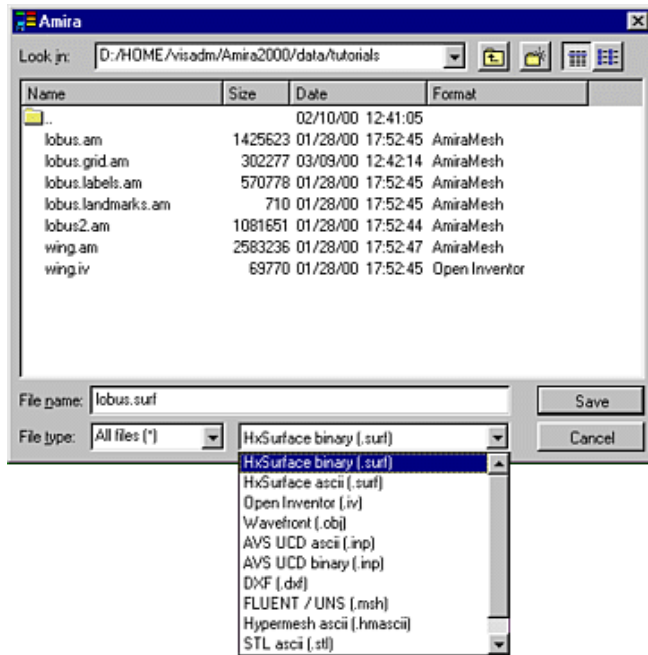 Amira
Look in: D:/HOME/visadm/Amira2000/data/tutorials
Name Size Date Format
.. 02/10/00 12:41:05
lobus.am 1425623 01/28/00 17:52:45 AmiraMesh
lobus.grid.am 302277 03/09/00 12:42:14 AmiraMesh
lobus.labels.am 570778 01/28/00 17:52:45 AmiraMesh
lobus.landmarks.am 710 01/28/00 17:52:45 AmiraMesh
lobus2.am 1081651 01/28/00 17:52:44 AmiraMesh
wing.am 2583236 01/28/00 17:52:47 AmiraMesh
wing.iv 69770 01/28/00 17:52:45 Open Inventor
File name: lobus.surf Save
File type: All files (*) HxSurface binary (.surf) Cancel
HxSurface binary (.surf)
HxSurface ascii (.surf)
Open Inventor (.iv)
Wavefront (.obj)
AVS UCD ascii (.inp)
AVS UCD binary (.inp)
DXF (.dxf)
FLUENT / UNS (.msh)
Hypermesh ascii (.hmascii)
STL ascii (.stl)